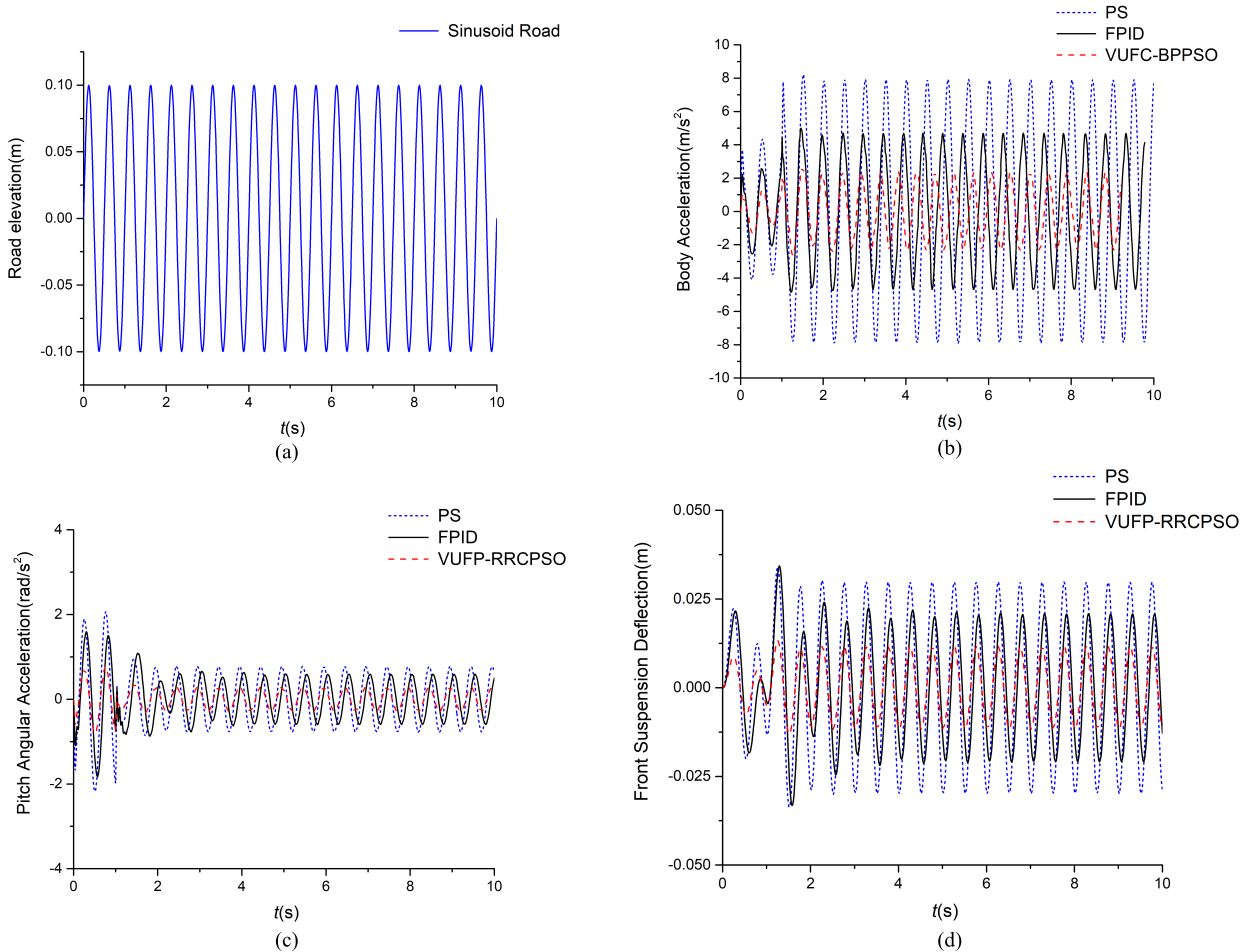 Sinusoid Road
0.10
0.05
0.00
-0.05
-0.10
Road elevation(m)
0 2 4 6 8 10
t(s)
(a)
PS
FPID
VUFC-BPPSO
10
8
6
4
2
0
-2
-4
-6
-8
-10
Body Acceleration(m/s²)
0 2 4 6 8 10
t(s)
(b)
PS
FPID
VUFP-RRCPSO
4
2
0
-2
-4
Pitch Angular Acceleration(rad/s²)
0 2 4 6 8 10
t(s)
(c)
PS
FPID
VUFP-RRCPSO
0.050
0.025
0.000
-0.025
-0.050
Front Suspension Deflection(m)
0 2 4 6 8 10
t(s)
(d)